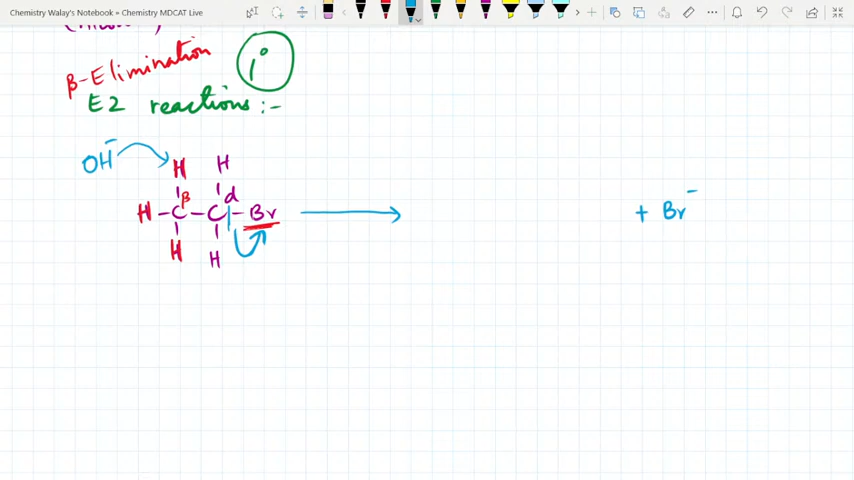 Chemistry Walay's Notebook » Chemistry MDCAT Live
β-Elimination
1°
E2 reactions :-
OH⁻
H H
β α
H - C - C - Br
+ Br⁻
H H